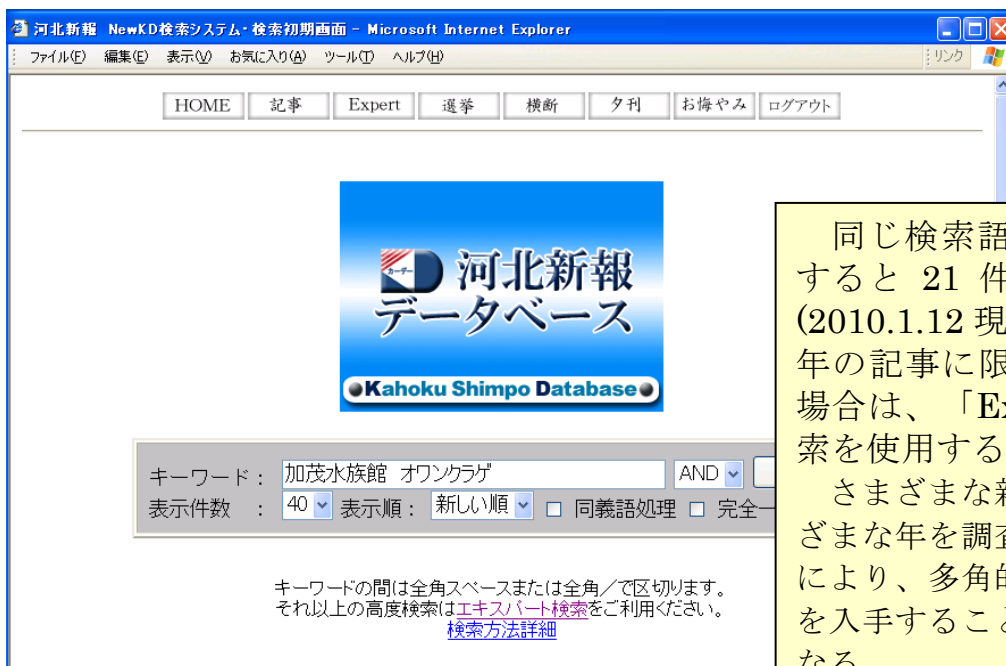 河北新報 NewKD検索システム・検索初期画面 - Microsoft Internet Explorer
ファイル(F) 編集(E) 表示(V) お気に入り(A) ツール(T) ヘルプ(H) リンク
HOME 記事 Expert 選挙 横断 夕刊 お悔やみ ログアウト
カーデー 河北新報
データベース
Kahoku Shimpo Database
キーワード： 加茂水族館 オワンクラゲ AND
表示件数 ： 40 表示順： 新しい順 同義語処理 完全一
キーワードの間は全角スペースまたは全角／で区切ります。
それ以上の高度検索はエキスパート検索をご利用ください。
検索方法詳細
同じ検索語
すると 21 件
(2010.1.12 現
年の記事に限
場合は、「Ex
索を使用する
さまざまな新
ざまな年を調査
により、多角的
を入手すること
なる